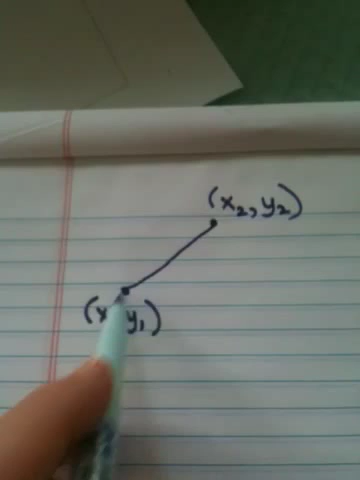 (x₂, y₂)
(x y₁)